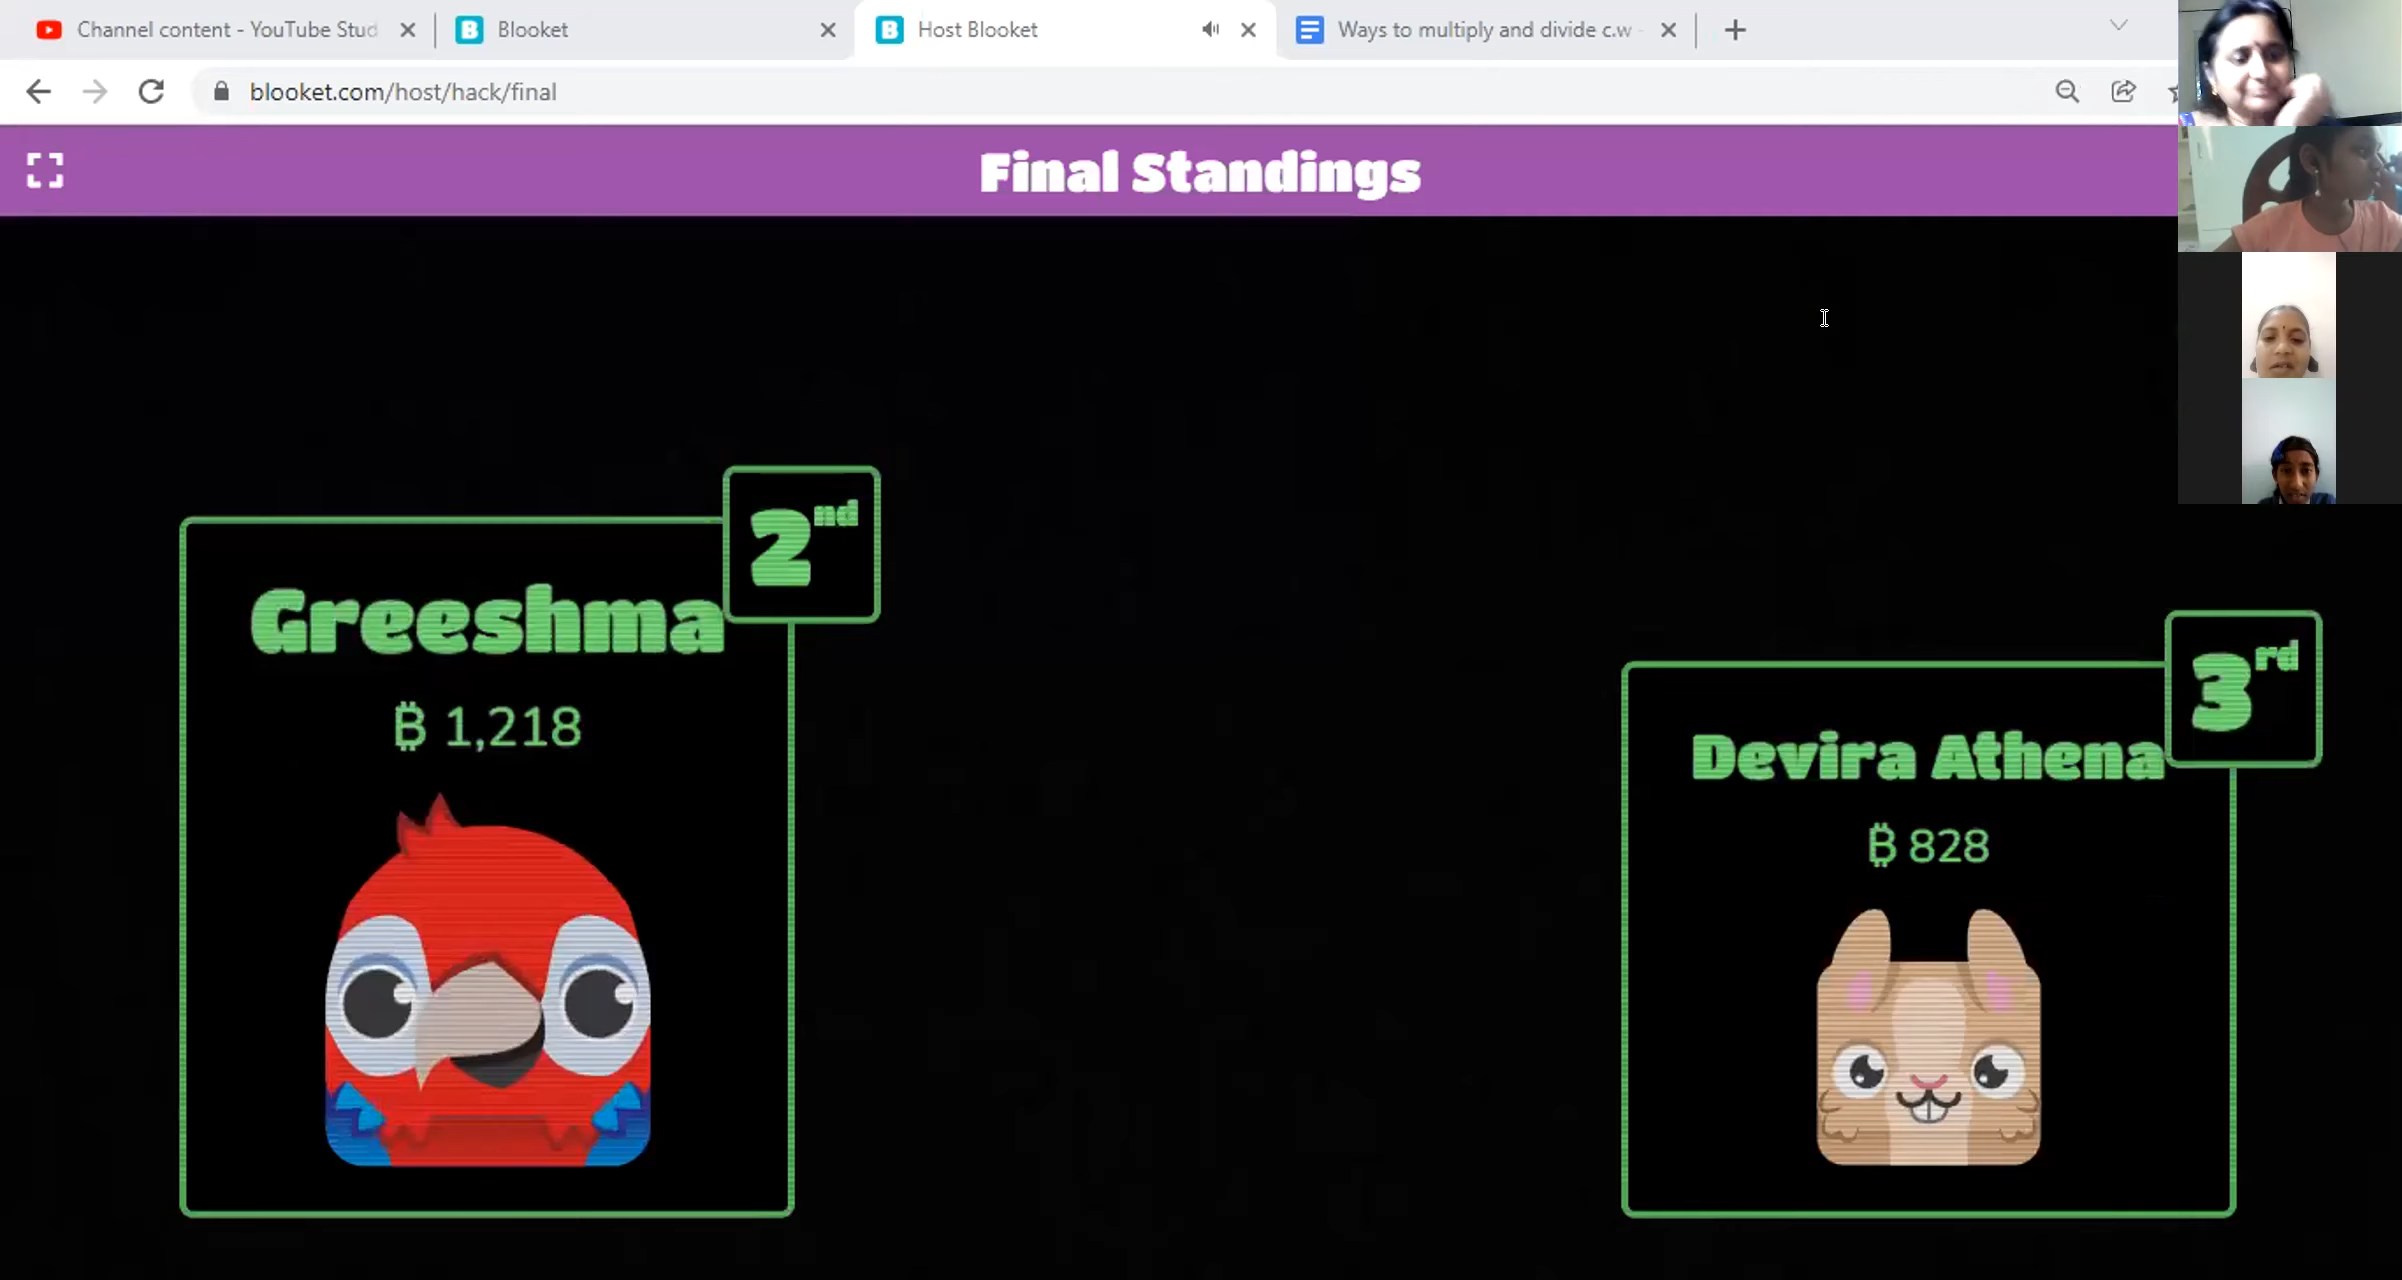 Channel content - YouTube Stud
Blooket
Host Blooket
Ways to multiply and divide c.w -
blooket.com/host/hack/final
Final Standings
2nd
Greeshma
₿ 1,218
3rd
Devira Athena
₿ 828